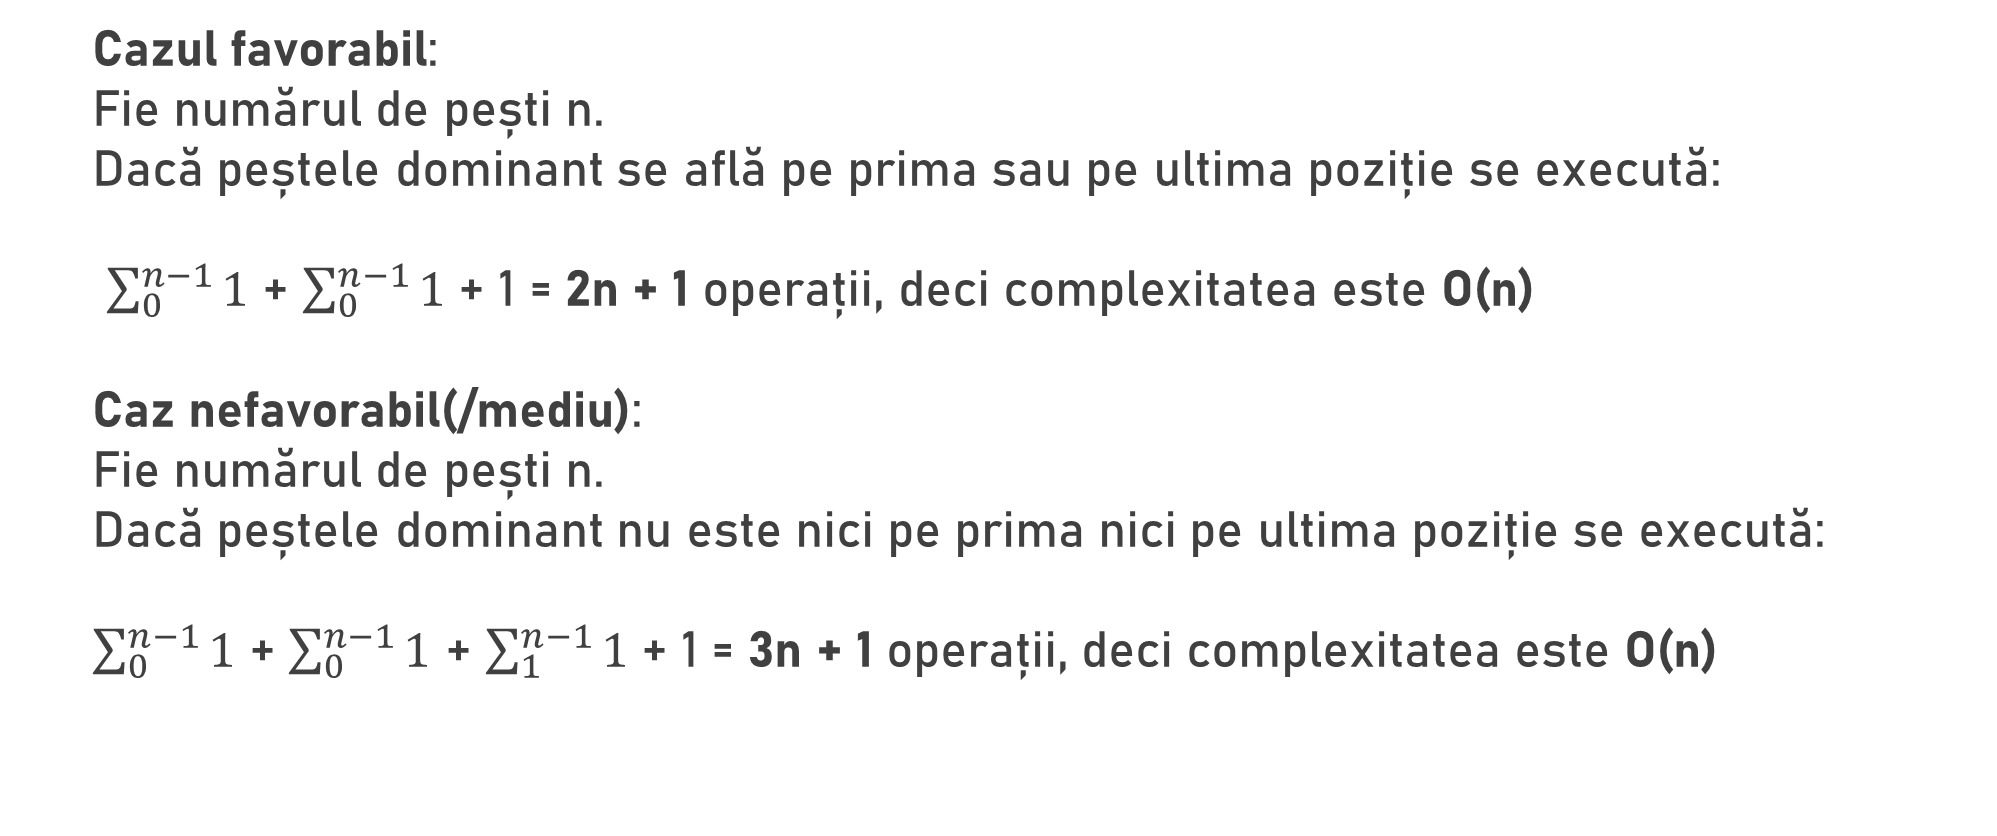 Cazul favorabil:
Fie numărul de pești n.
Dacă peștele dominant se află pe prima sau pe ultima poziție se execută:
∑₀ⁿ⁻¹ 1 + ∑₀ⁿ⁻¹ 1 + 1 = 2n + 1 operații, deci complexitatea este O(n)
Caz nefavorabil(/mediu):
Fie numărul de pești n.
Dacă peștele dominant nu este nici pe prima nici pe ultima poziție se execută:
∑₀ⁿ⁻¹ 1 + ∑₀ⁿ⁻¹ 1 + ∑₁ⁿ⁻¹ 1 + 1 = 3n + 1 operații, deci complexitatea este O(n)